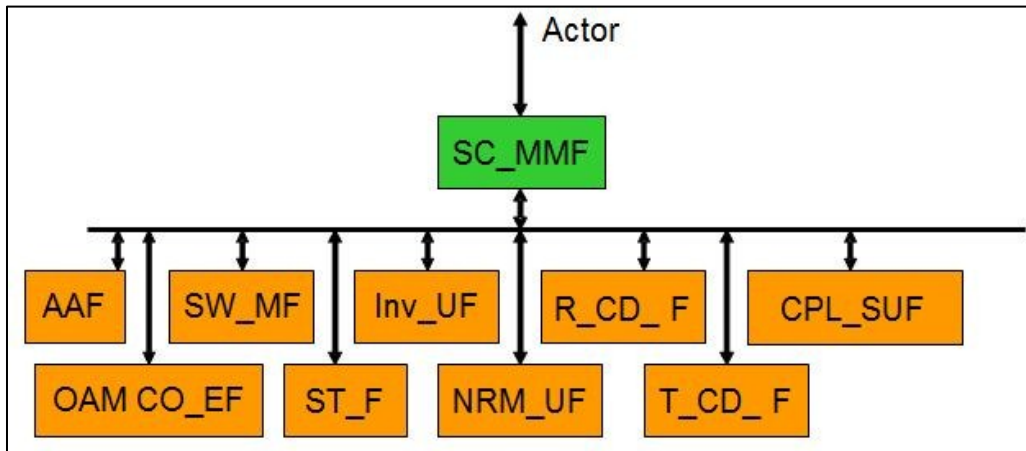 Actor
SC_MMF
AAF
SW_MF
Inv_UF
R_CD_ F
CPL_SUF
OAM CO_EF
ST_F
NRM_UF
T_CD_ F